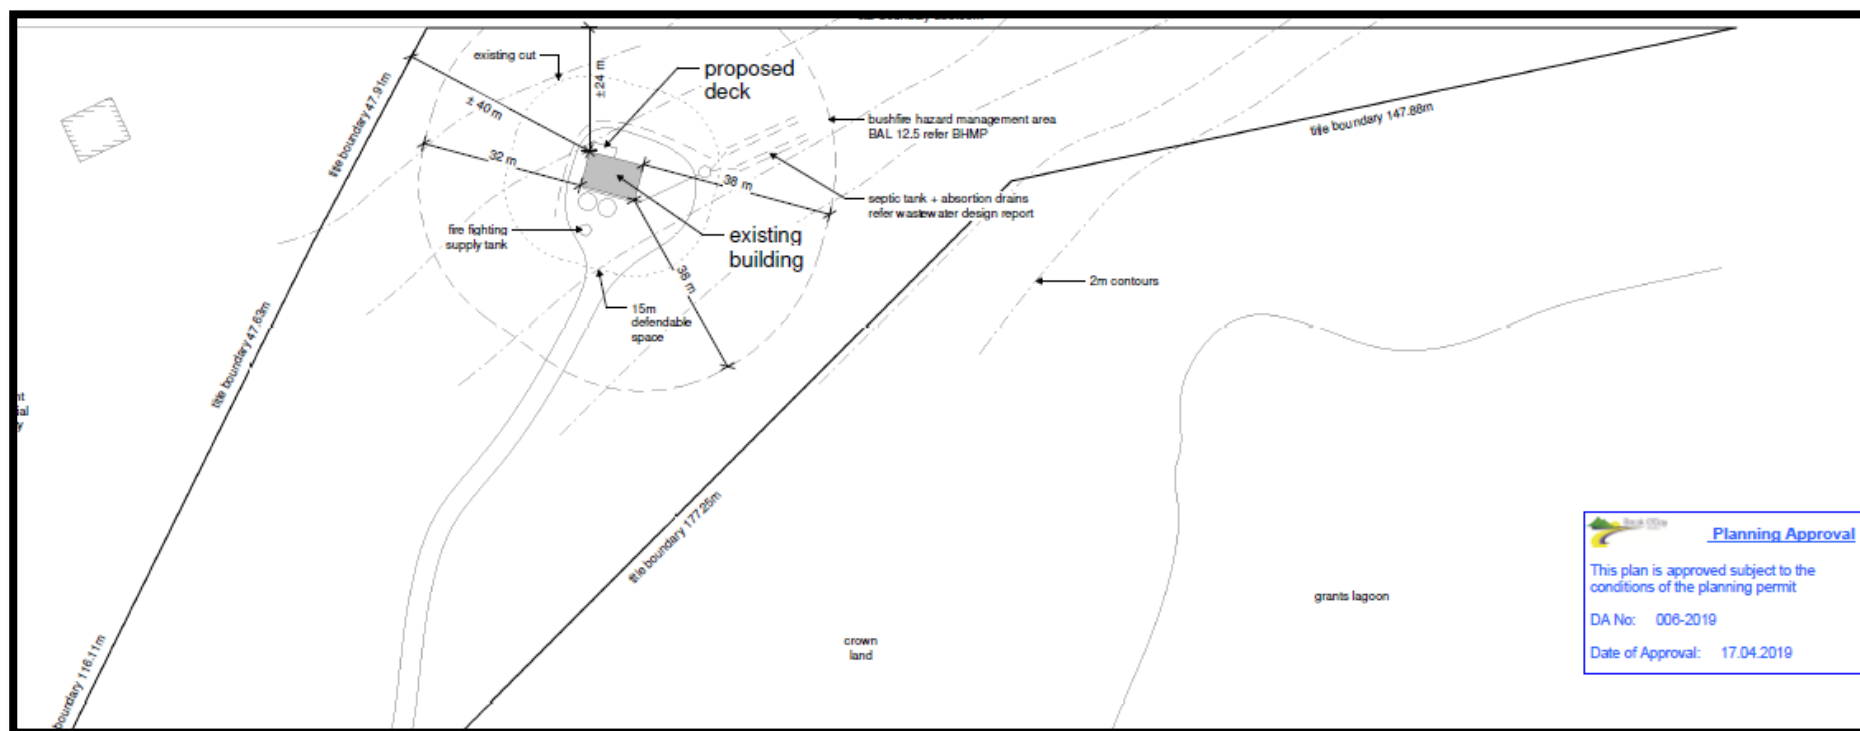 existing cut
proposed
deck
±24 m
± 40 m
title boundary 47.91m
32 m
bushfire hazard management area
BAL 12.5 refer BHMP
title boundary 147.88m
38 m
septic tank + absortion drains
refer wastewater design report
fire fighting
supply tank
existing
building
38 m
2m contours
15m
defendable
space
title boundary 47.63m
title boundary 177.25m
boundary 116.11m
crown
land
grants lagoon
Planning Approval
This plan is approved subject to the
conditions of the planning permit
DA No: 006-2019
Date of Approval: 17.04.2019